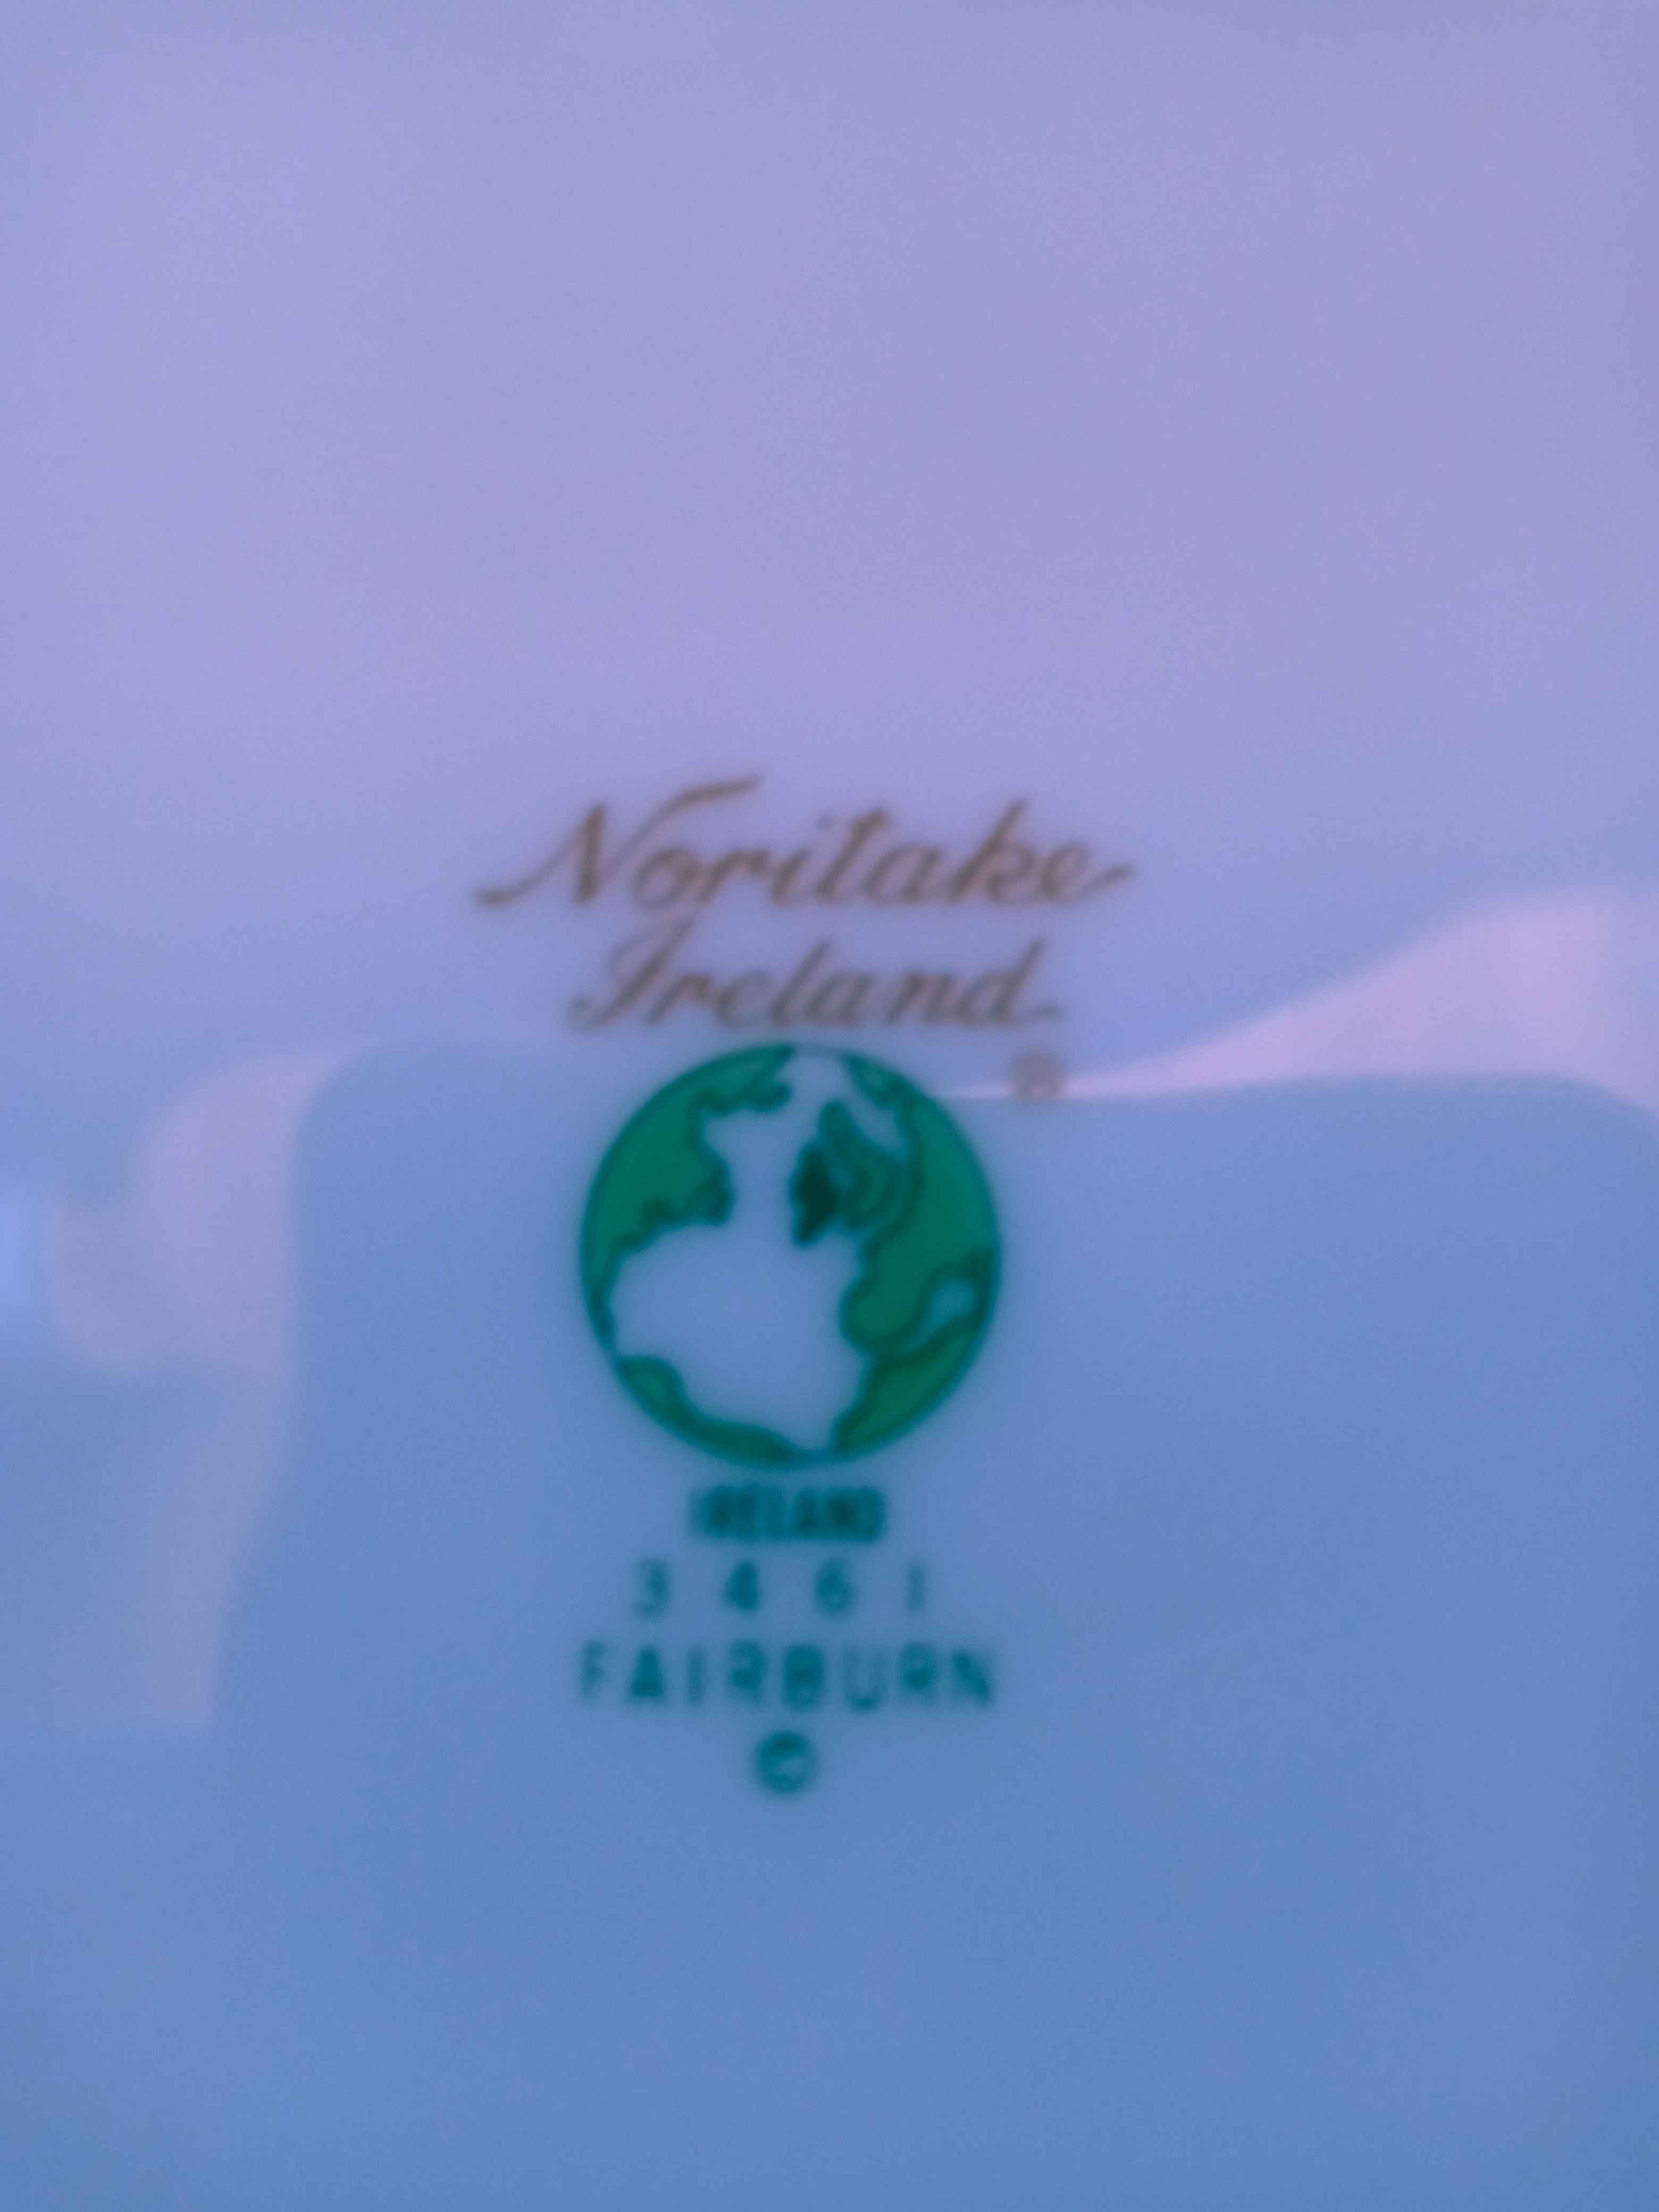 Noritake
Ireland
®
IRELAND
3461
FAIRBURN
©